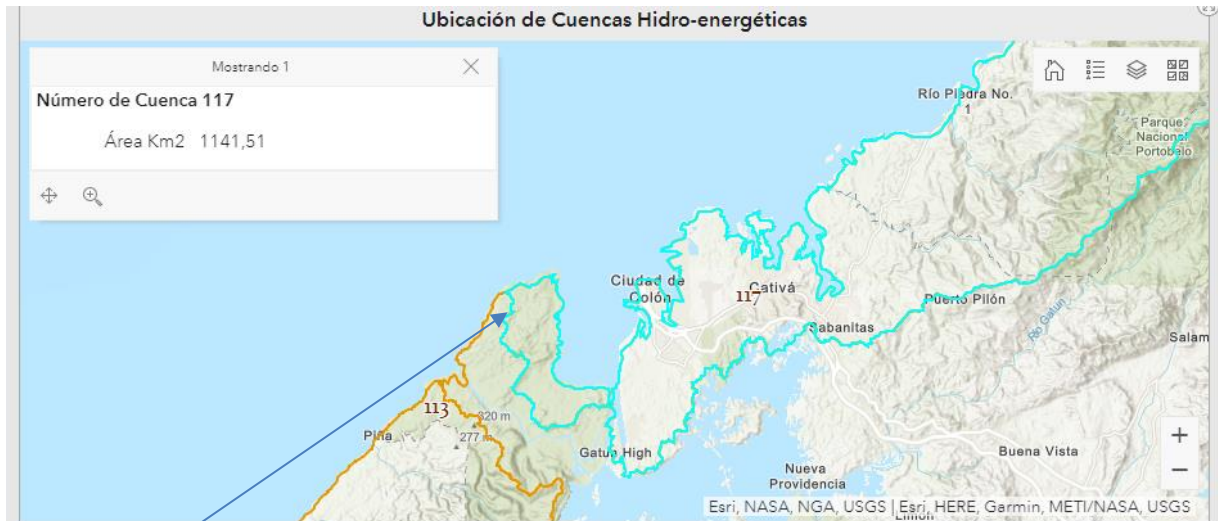 Ubicación de Cuencas Hidro-energéticas
Mostrando 1
Número de Cuenca 117
Área Km2 1141,51
Río Piedra No.
1
Parque
Nacional
Portobelo
Ciudad de
Colón
117
Cativá
Puerto Pilón
Río Gatun
Sabanitas
Salam
113
320 m
Piña
277 m
Gatun High
Buena Vista
Nueva
Providencia
Limón
Esri, NASA, NGA, USGS | Esri, HERE, Garmin, METI/NASA, USGS